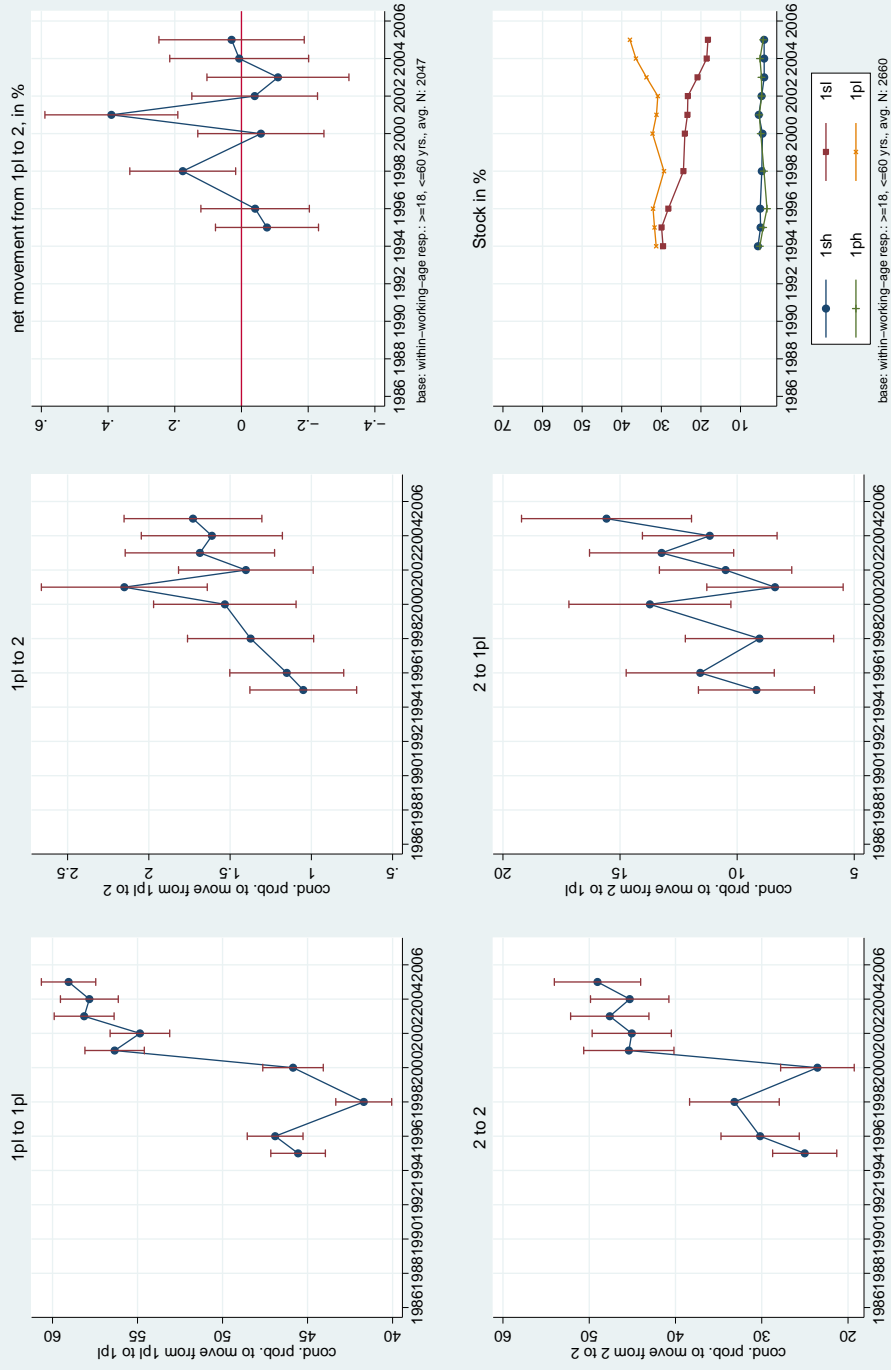 1pl to 1pl
cond. prob. to move from 1pl to 1pl
60
55
50
45
40
19861988199019921994199619982000200220042006
1pl to 2
cond. prob. to move from 1pl to 2
2.5
2
1.5
1
.5
19861988199019921994199619982000200220042006
net movement from 1pl to 2, in %
.6
.4
.2
0
-.2
-.4
1986 1988 1990 1992 1994 1996 1998 2000 2002 2004 2006
base: within-working-age resp.: >=18, <=60 yrs., avg. N: 2047
2 to 2
cond. prob. to move from 2 to 2
60
50
40
30
20
19861988199019921994199619982000200220042006
2 to 1pl
cond. prob. to move from 2 to 1pl
20
15
10
5
19861988199019921994199619982000200220042006
Stock in %
70
60
50
40
30
20
10
1986 1988 1990 1992 1994 1996 1998 2000 2002 2004 2006
1sh 1sl
1ph 1pl
base: within-working-age resp.: >=18, <=60 yrs., avg. N: 2660